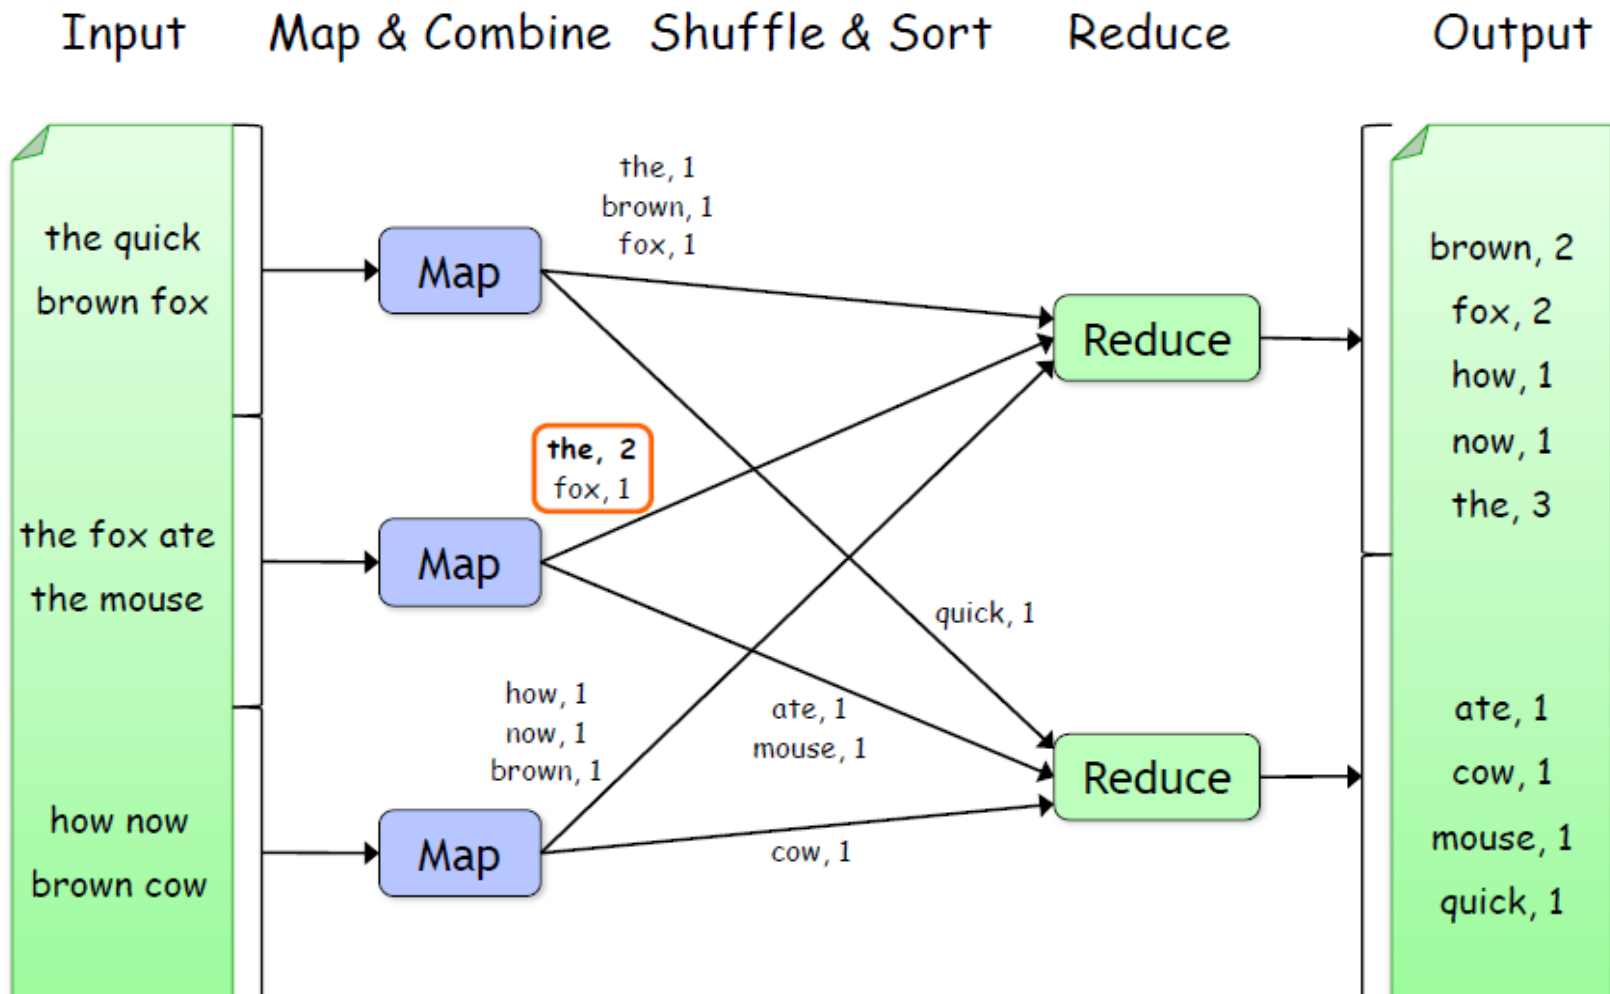 Input
Map & Combine
Shuffle & Sort
Reduce
Output
the quick
brown fox
the fox ate
the mouse
how now
brown cow
Map
Map
Map
the, 1
brown, 1
fox, 1
the, 2
fox, 1
how, 1
now, 1
brown, 1
quick, 1
ate, 1
mouse, 1
cow, 1
Reduce
Reduce
brown, 2
fox, 2
how, 1
now, 1
the, 3
ate, 1
cow, 1
mouse, 1
quick, 1